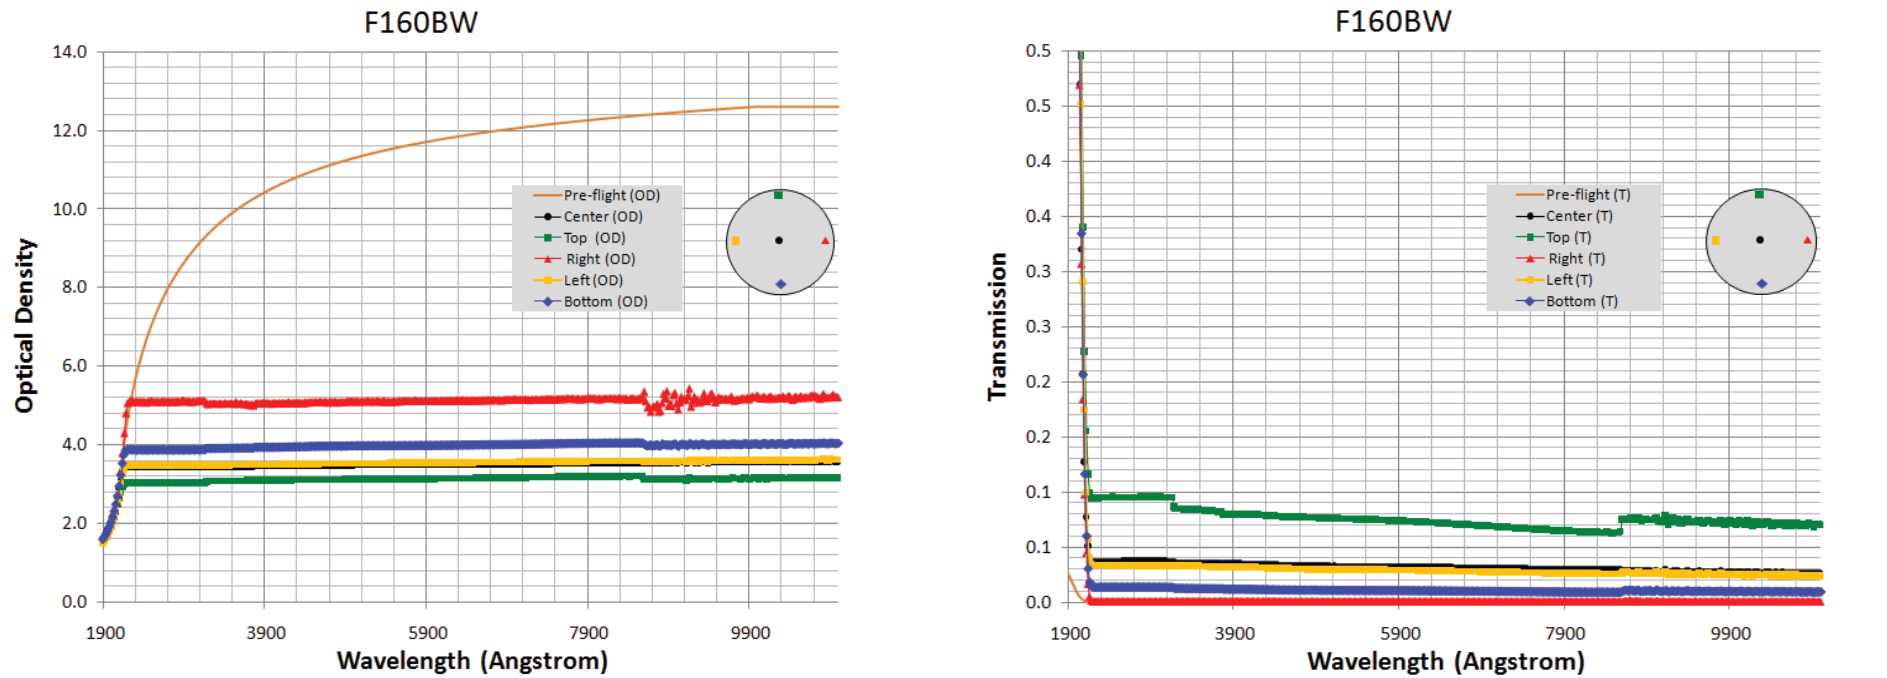 F160BW
14.0
12.0
10.0
8.0
6.0
4.0
2.0
0.0
1900 3900 5900 7900 9900
Optical Density
Wavelength (Angstrom)
Pre-flight (OD)
Center (OD)
Top (OD)
Right (OD)
Left (OD)
Bottom (OD)
F160BW
0.5
0.5
0.4
0.4
0.3
0.3
0.2
0.2
0.1
0.1
0.0
1900 3900 5900 7900 9900
Transmission
Wavelength (Angstrom)
Pre-flight (T)
Center (T)
Top (T)
Right (T)
Left (T)
Bottom (T)